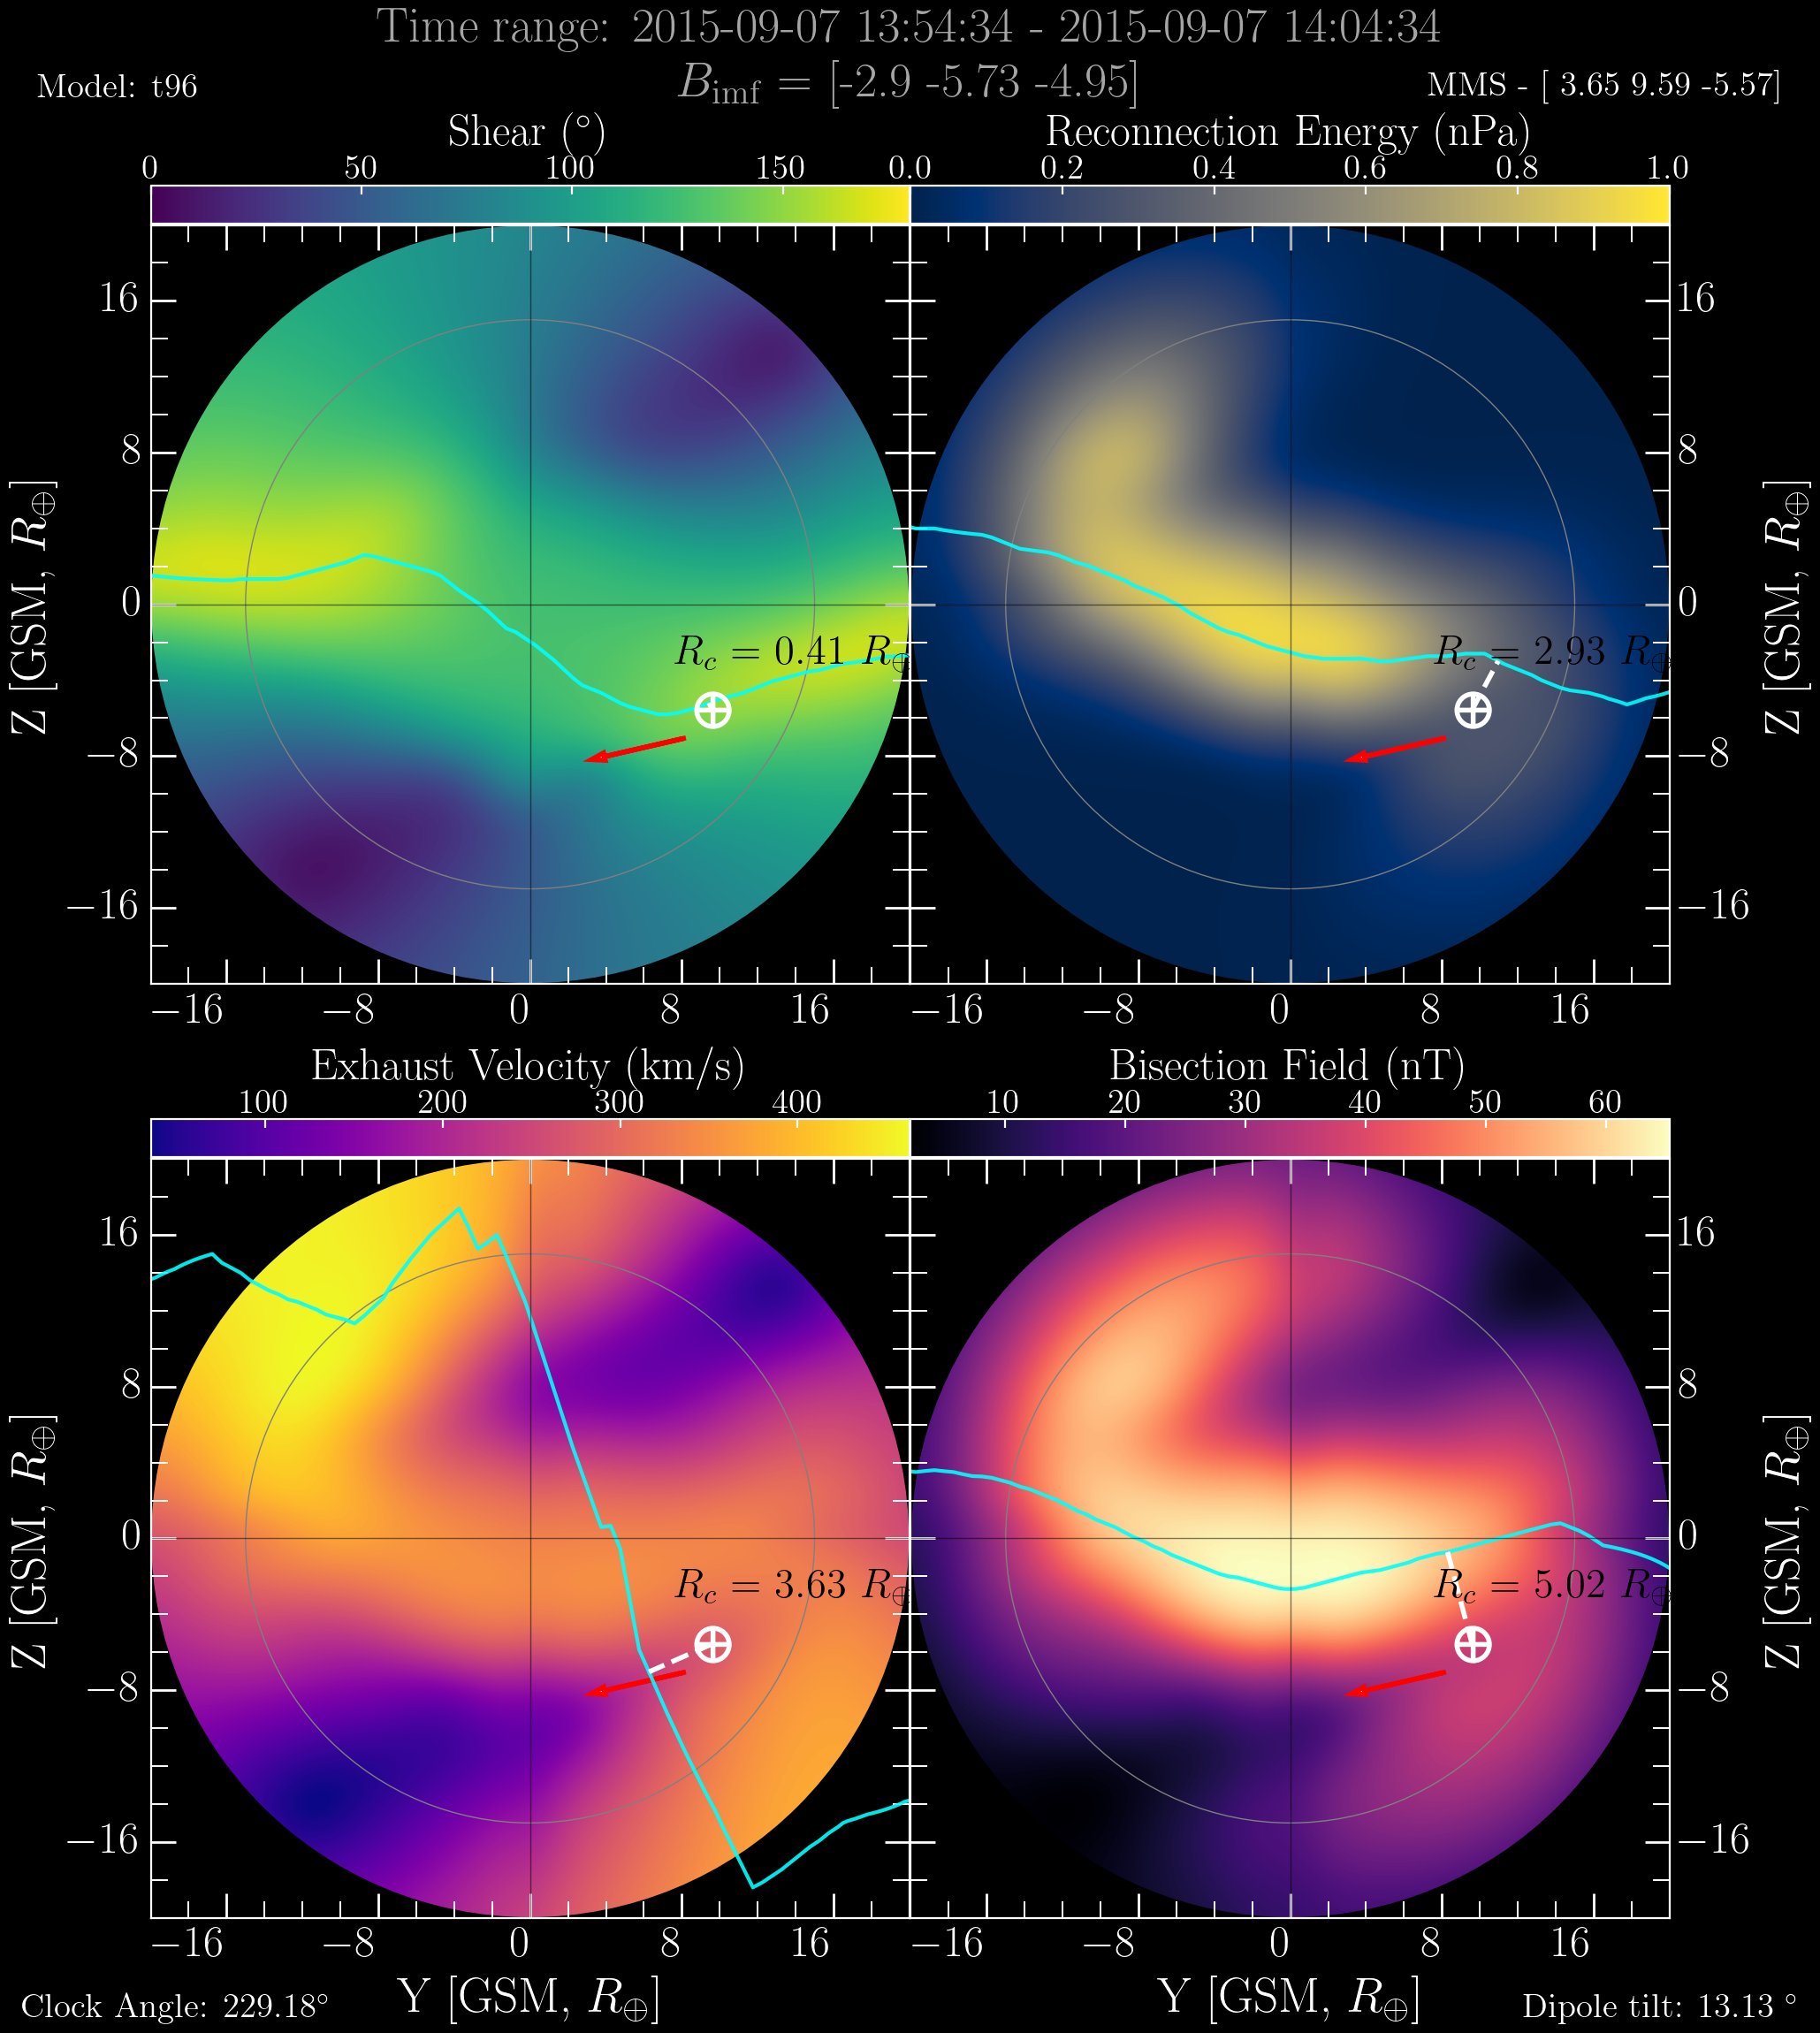 Time range: 2015-09-07 13:54:34 - 2015-09-07 14:04:34
Model: t96
B_imf = [-2.9 -5.73 -4.95]
MMS - [ 3.65 9.59 -5.57]
Shear (°)
Reconnection Energy (nPa)
0 50 100 150
0.0 0.2 0.4 0.6 0.8 1.0
16 8 0 −8 −16
Z [GSM, R⊕]
R_c = 0.41 R⊕
R_c = 2.93 R⊕
16 8 0 −8 −16
Z [GSM, R⊕]
−16 −8 0 8 16
−16 −8 0 8 16
Exhaust Velocity (km/s)
Bisection Field (nT)
100 200 300 400
10 20 30 40 50 60
16 8 0 −8 −16
Z [GSM, R⊕]
R_c = 3.63 R⊕
R_c = 5.02 R⊕
16 8 0 −8 −16
Z [GSM, R⊕]
−16 −8 0 8 16
−16 −8 0 8 16
Y [GSM, R⊕]
Y [GSM, R⊕]
Clock Angle: 229.18°
Dipole tilt: 13.13 °